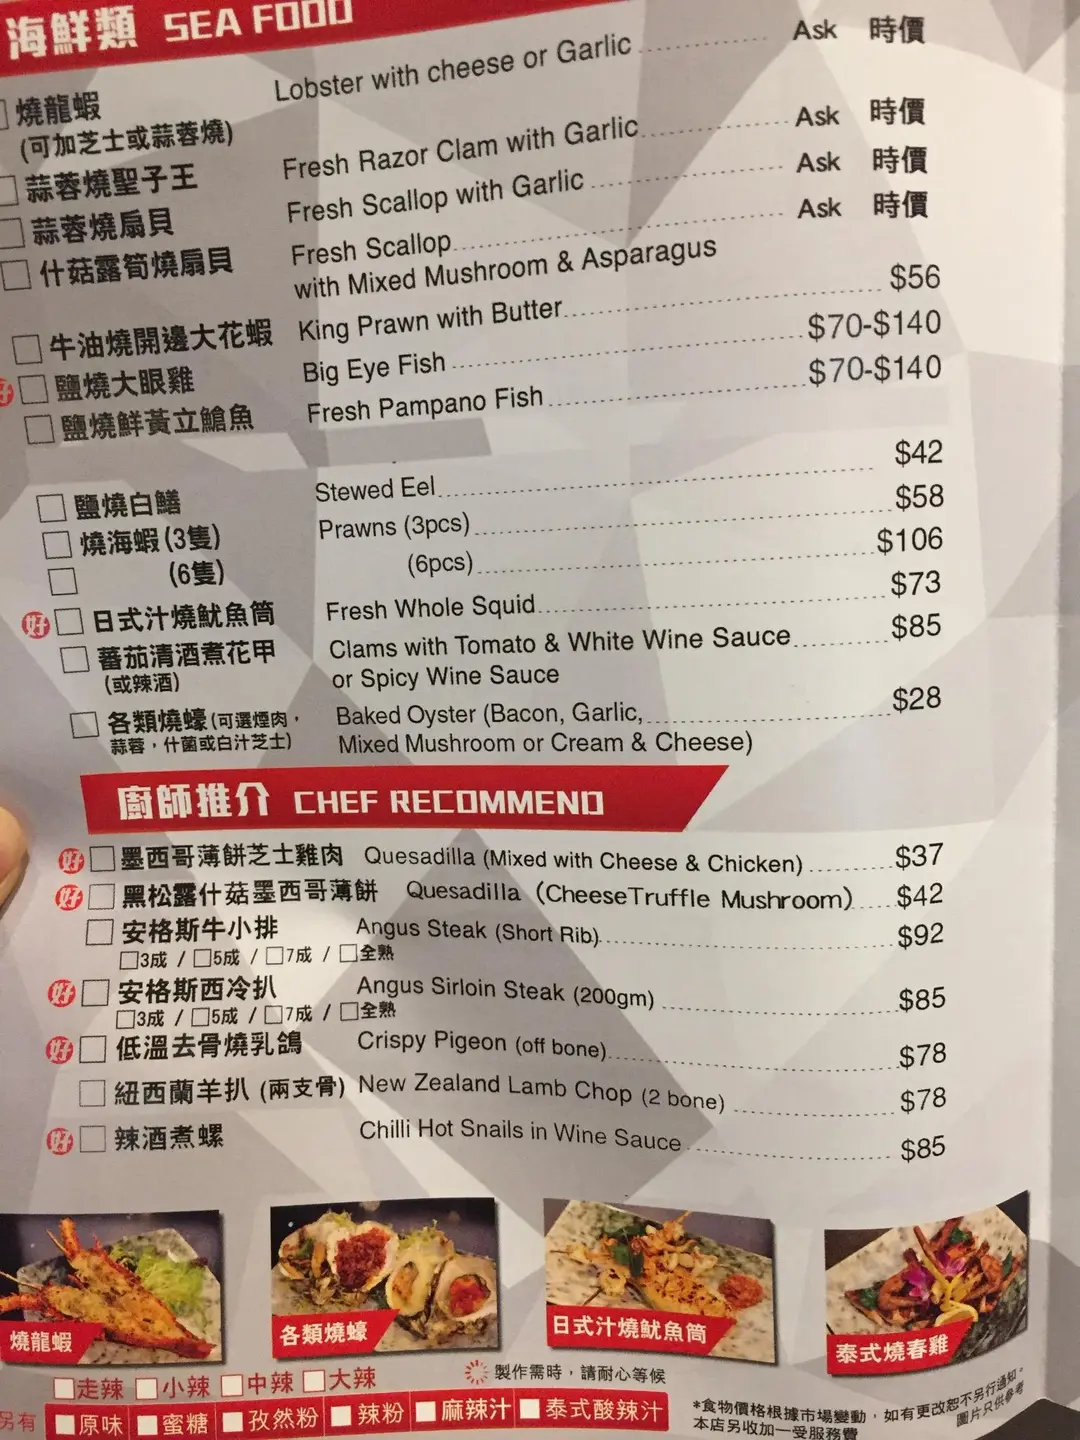 海鮮類 SEA FOOD
燒龍蝦 Lobster with cheese or Garlic Ask 時價
(可加芝士或蒜蓉燒)
蒜蓉燒聖子王 Fresh Razor Clam with Garlic Ask 時價
蒜蓉燒扇貝 Fresh Scallop with Garlic Ask 時價
什菇露筍燒扇貝 Fresh Scallop Ask 時價
with Mixed Mushroom & Asparagus
牛油燒開邊大花蝦 King Prawn with Butter $56
好 鹽燒大眼雞 Big Eye Fish $70-$140
鹽燒鮮黃立鯧魚 Fresh Pampano Fish $70-$140
鹽燒白鱔 Stewed Eel $42
燒海蝦(3隻) Prawns (3pcs) $58
(6隻) (6pcs) $106
好 日式汁燒魷魚筒 Fresh Whole Squid $73
蕃茄清酒煮花甲 Clams with Tomato & White Wine Sauce $85
(或辣酒) or Spicy Wine Sauce
各類燒蠔(可選煙肉, Baked Oyster (Bacon, Garlic, $28
蒜蓉,什菌或白汁芝士) Mixed Mushroom or Cream & Cheese)
廚師推介 CHEF RECOMMEND
好 墨西哥薄餅芝士雞肉 Quesadilla (Mixed with Cheese & Chicken) $37
好 黑松露什菇墨西哥薄餅 Quesadilla (CheeseTruffle Mushroom) $42
安格斯牛小排 Angus Steak (Short Rib) $92
3成 / 5成 / 7成 / 全熟
好 安格斯西冷扒 Angus Sirloin Steak (200gm) $85
3成 / 5成 / 7成 / 全熟
好 低溫去骨燒乳鴿 Crispy Pigeon (off bone) $78
紐西蘭羊扒 (兩支骨) New Zealand Lamb Chop (2 bone) $78
好 辣酒煮螺 Chilli Hot Snails in Wine Sauce $85
燒龍蝦
各類燒蠔
日式汁燒魷魚筒
泰式燒春雞
走辣 小辣 中辣 大辣
製作需時,請耐心等候
另有 原味 蜜糖 孜然粉 辣粉 麻辣汁 泰式酸辣汁
*食物價格根據市場變動,如有更改恕不另行通知。
本店另收加一受服務費 圖片只供參考